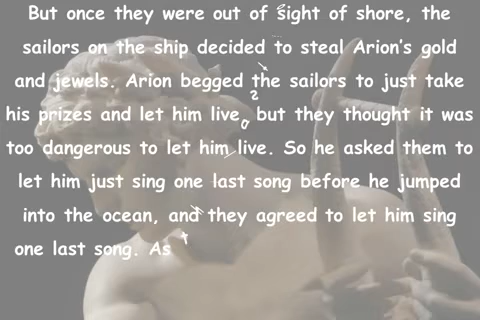 But once they were out of sight of shore, the
sailors on the ship decided to steal Arion's gold
and jewels. Arion begged the sailors to just take
his prizes and let him live, but they thought it was
too dangerous to let him live. So he asked them to
let him just sing one last song before he jumped
into the ocean, and they agreed to let him sing
one last song. As